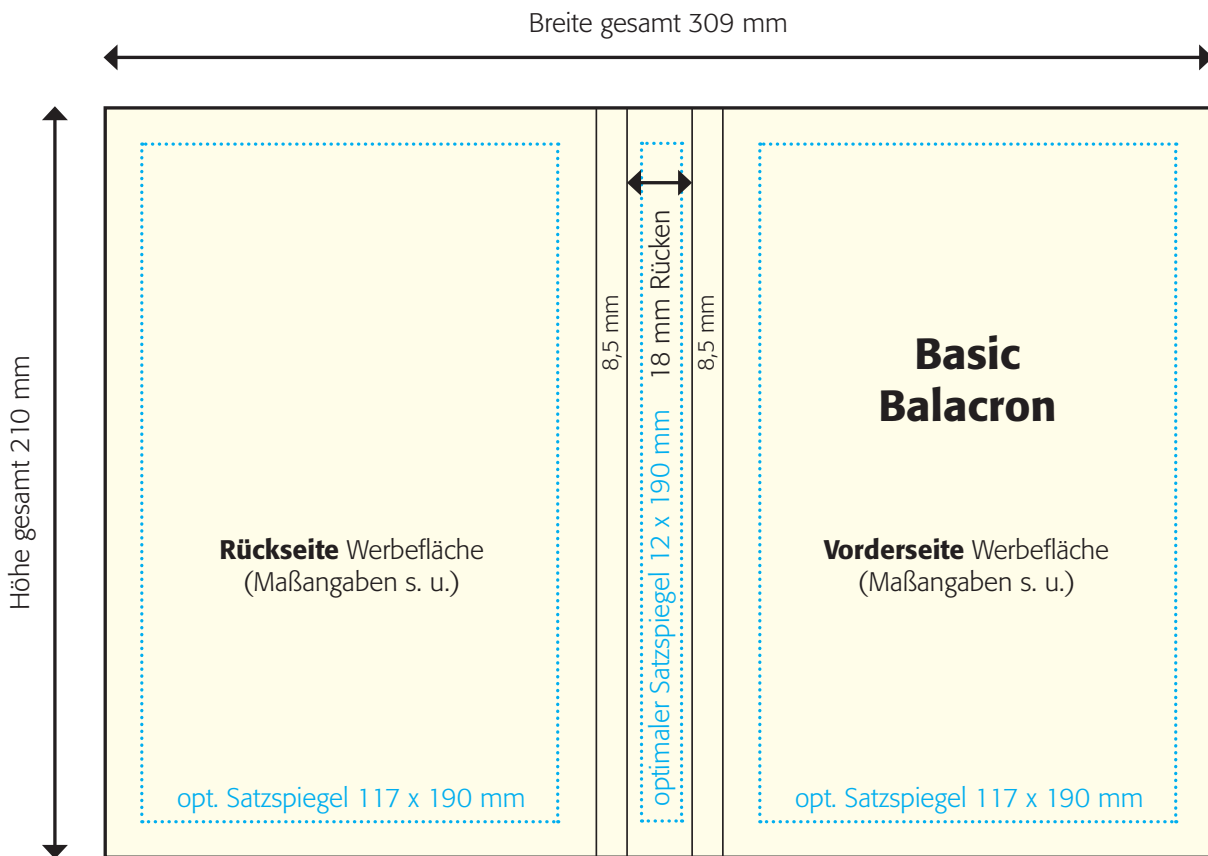 Breite gesamt 309 mm
Höhe gesamt 210 mm
Rückseite Werbefläche
(Maßangaben s. u.)
opt. Satzspiegel 117 x 190 mm
8,5 mm
18 mm Rücken
optimaler Satzspiegel 12 x 190 mm
8,5 mm
Basic
Balacron
Vorderseite Werbefläche
(Maßangaben s. u.)
opt. Satzspiegel 117 x 190 mm